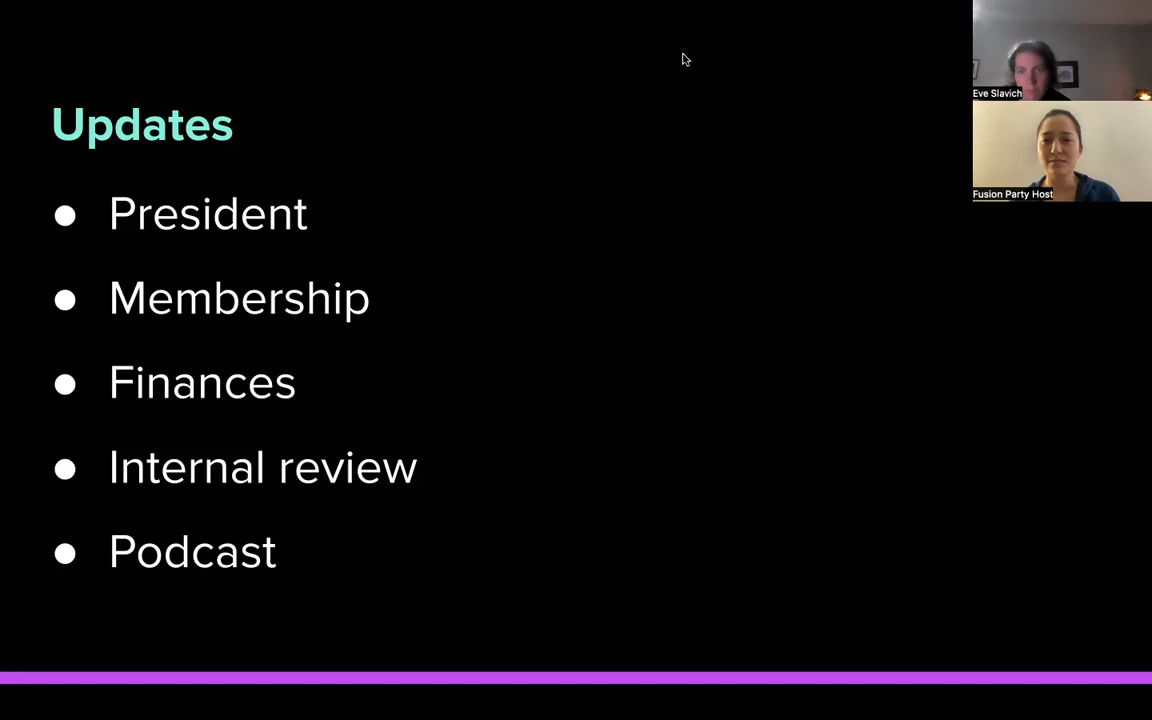 Updates
● President
● Membership
● Finances
● Internal review
● Podcast
Eve Slavich
Fusion Party Host